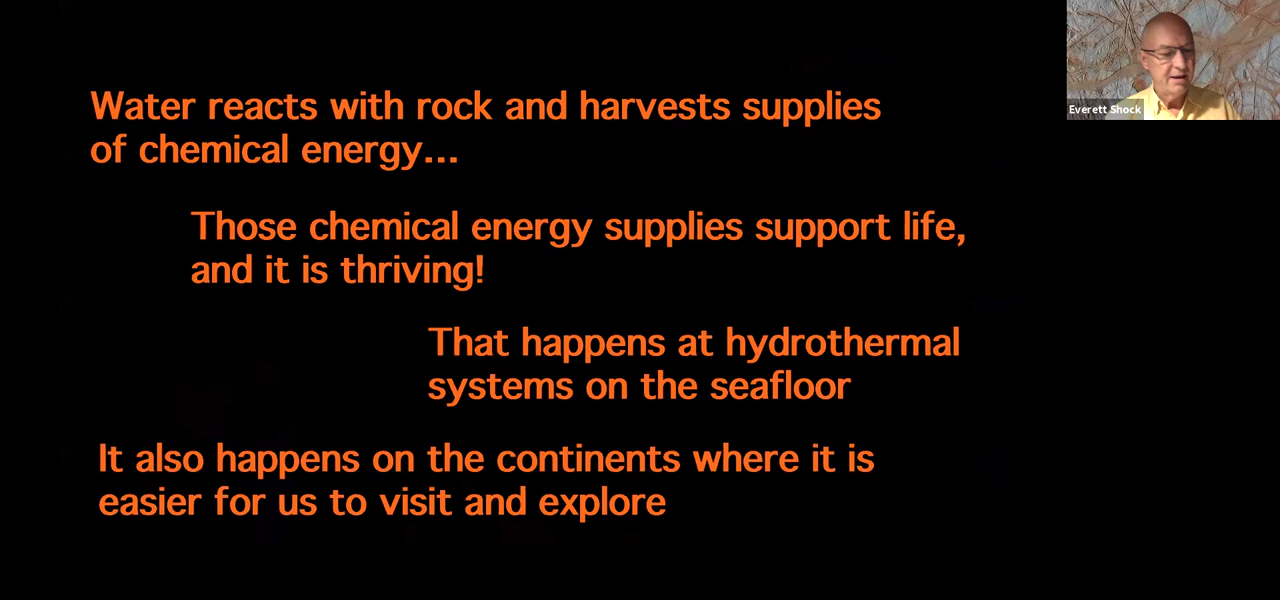 Water reacts with rock and harvests supplies
of chemical energy...
Those chemical energy supplies support life,
and it is thriving!
That happens at hydrothermal
systems on the seafloor
It also happens on the continents where it is
easier for us to visit and explore
Everett Shock